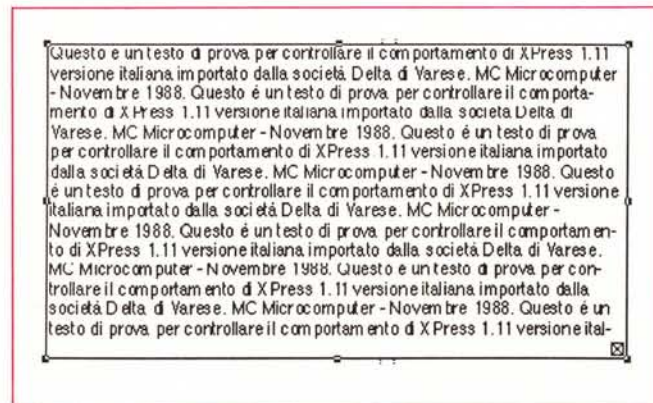 Questo é un testo di prova per controllare il comportamento di XPress 1.11
versione italiana importato dalla societá Delta di Varese. MC Microcomputer
- Novembre 1988. Questo é un testo di prova per controllare il comporta-
mento di XPress 1.11 versione italiana importato dalla societá Delta di
Varese. MC Microcomputer - Novembre 1988. Questo é un testo di prova
per controllare il comportamento di XPress 1.11 versione italiana importato
dalla societá Delta di Varese. MC Microcomputer - Novembre 1988. Questo
é un testo di prova per controllare il comportamento di XPress 1.11 versione
italiana importato dalla societá Delta di Varese. MC Microcomputer -
Novembre 1988. Questo é un testo di prova per controllare il comportamen-
to di XPress 1.11 versione italiana importato dalla societá Delta di Varese.
MC Microcomputer - Novembre 1988. Questo é un testo di prova per con-
trollare il comportamento di XPress 1.11 versione italiana importato dalla
societá Delta di Varese. MC Microcomputer - Novembre 1988. Questo é un
testo di prova per controllare il comportamento di XPress 1.11 versione ital-